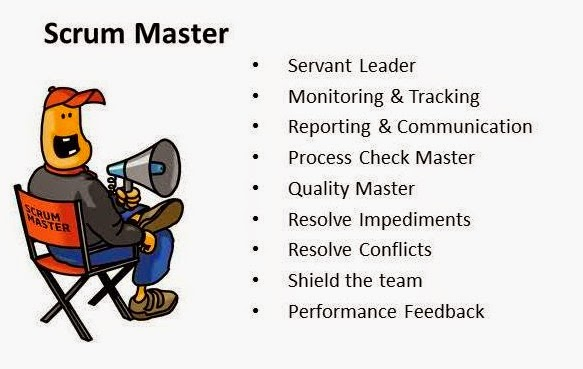 Scrum Master
• Servant Leader
• Monitoring & Tracking
• Reporting & Communication
• Process Check Master
• Quality Master
• Resolve Impediments
• Resolve Conflicts
• Shield the team
• Performance Feedback
SCRUM
MASTER